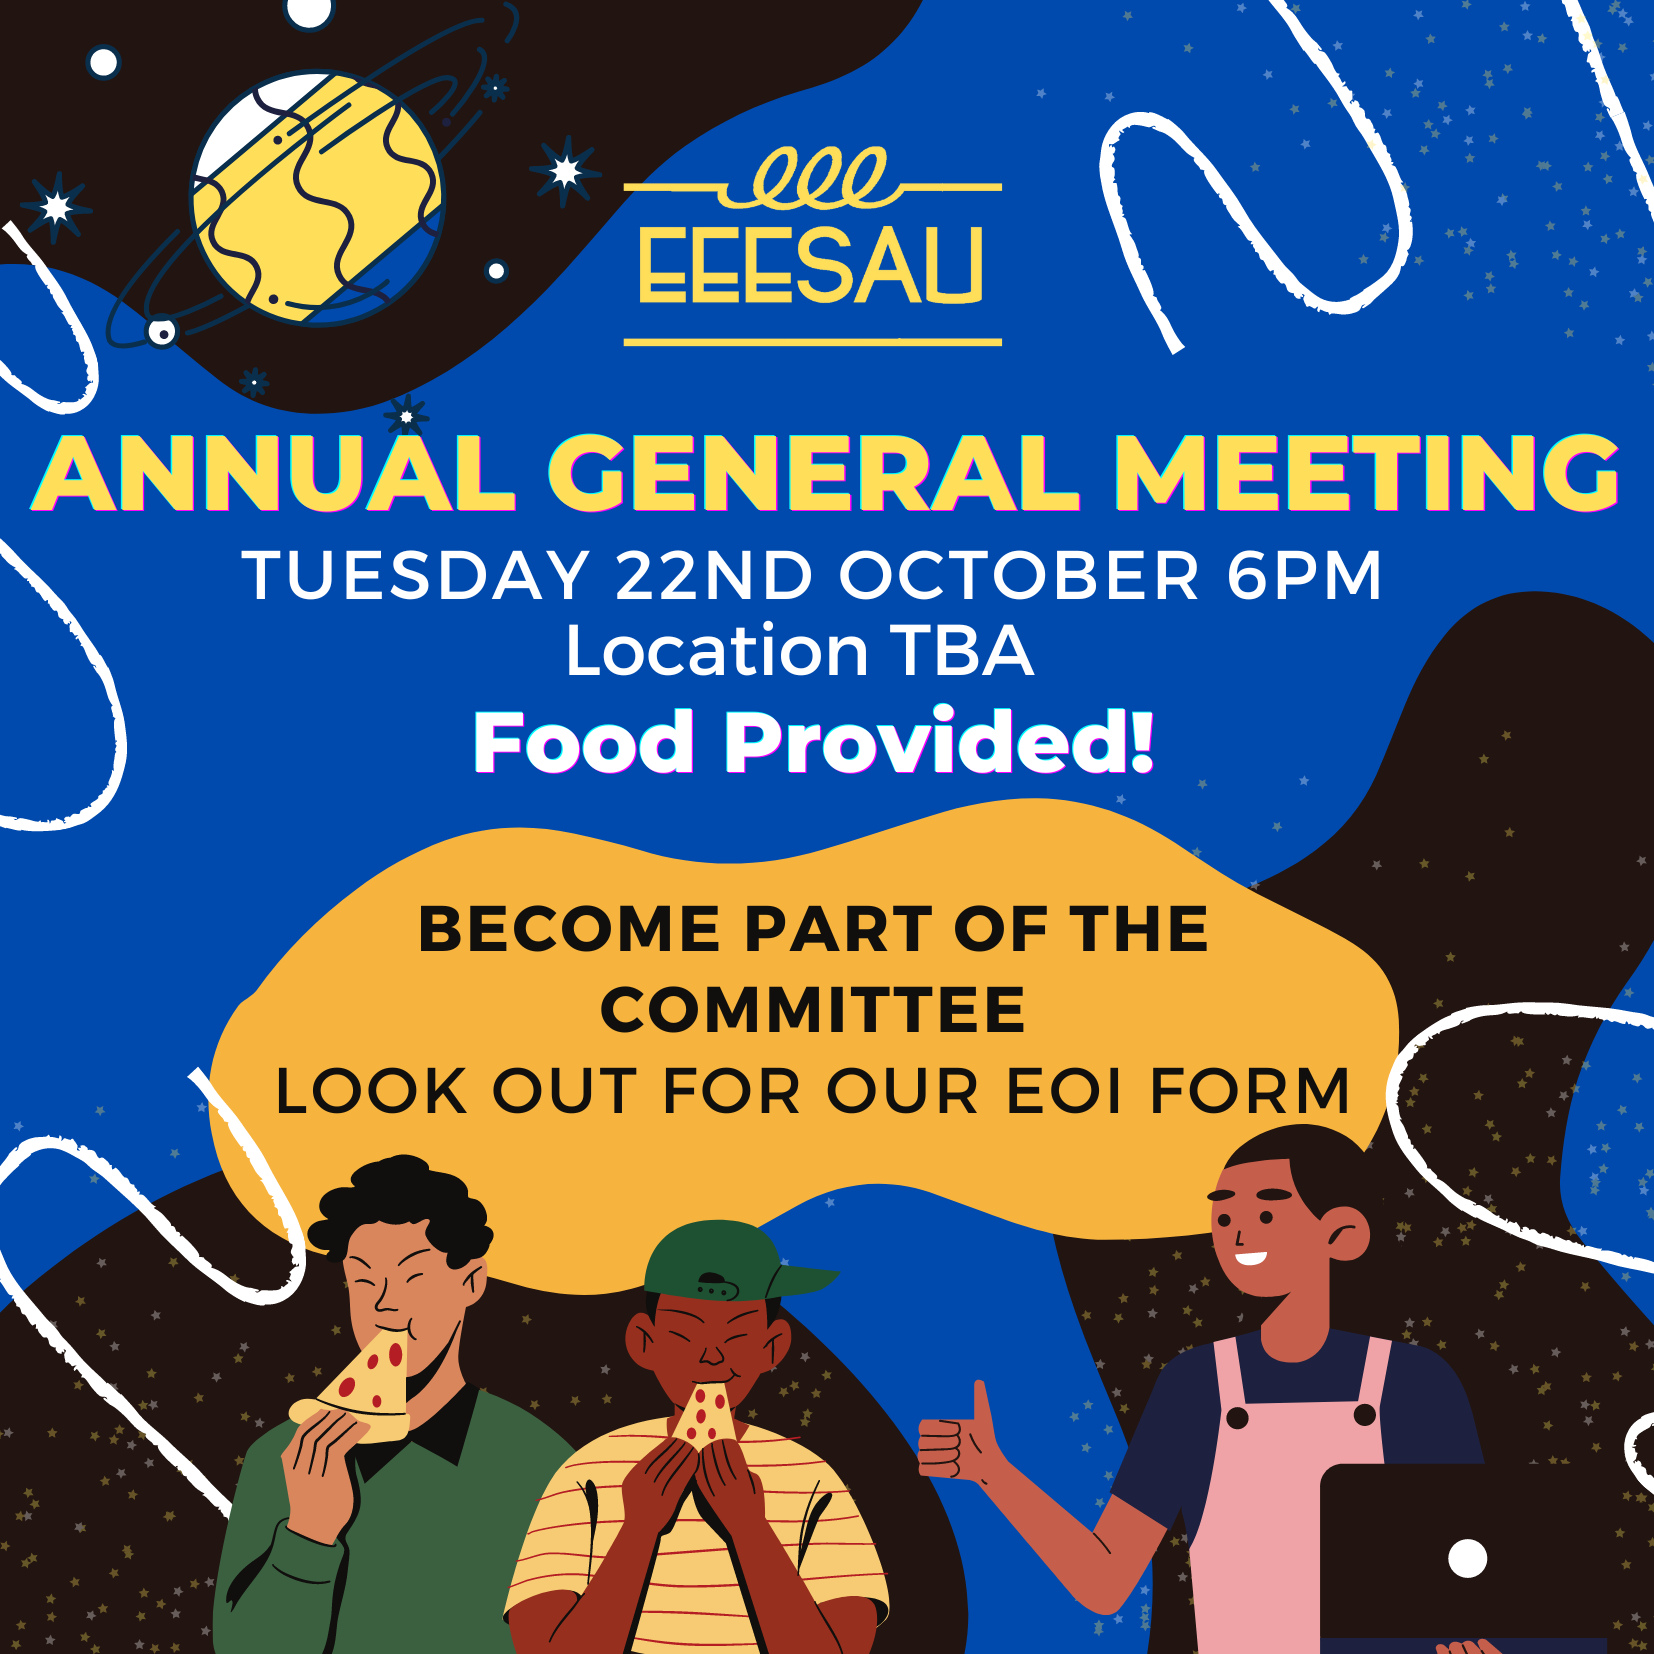 EEESAU
ANNUAL GENERAL MEETING
TUESDAY 22ND OCTOBER 6PM
Location TBA
Food Provided!
BECOME PART OF THE
COMMITTEE
LOOK OUT FOR OUR EOI FORM